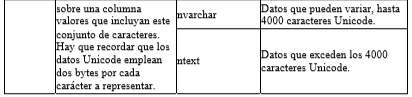 sobre una columna
valores que incluyan este
conjunto de caracteres.
Hay que recordar que los
datos Unicode emplean
dos bytes por cada
carácter a representar.
nvarchar
Datos que pueden variar, hasta
4000 caracteres Unicode.
ntext
Datos que exceden los 4000
caracteres Unicode.